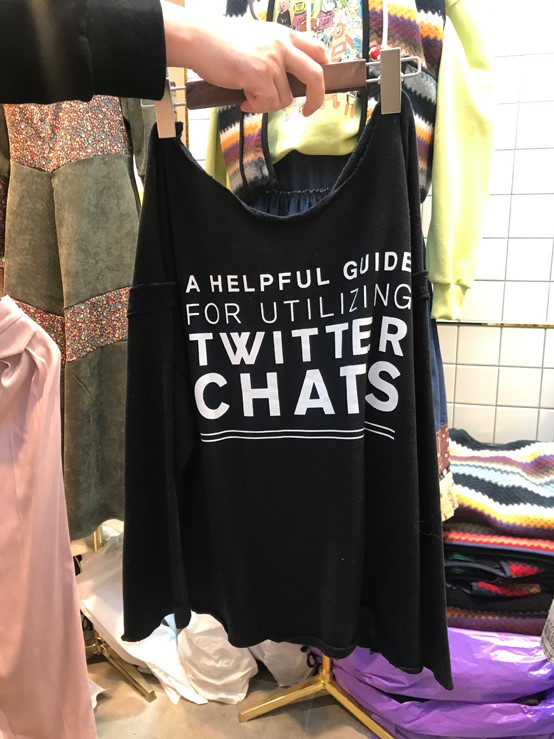 A HELPFUL GUIDE
FOR UTILIZING
TWITTER
CHATS